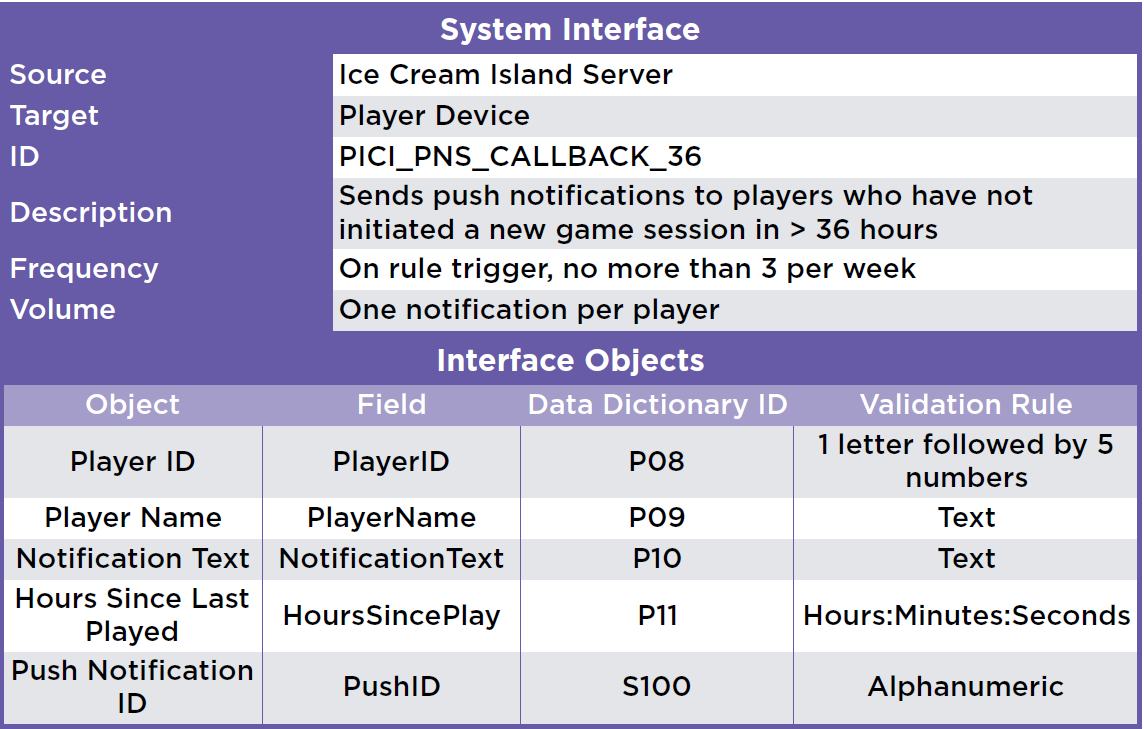 System Interface
Source Ice Cream Island Server
Target Player Device
ID PICI_PNS_CALLBACK_36
Description Sends push notifications to players who have not
initiated a new game session in > 36 hours
Frequency On rule trigger, no more than 3 per week
Volume One notification per player
Interface Objects
Object Field Data Dictionary ID Validation Rule
Player ID PlayerID P08 1 letter followed by 5
numbers
Player Name PlayerName P09 Text
Notification Text NotificationText P10 Text
Hours Since Last
Played HoursSincePlay P11 Hours:Minutes:Seconds
Push Notification
ID PushID S100 Alphanumeric